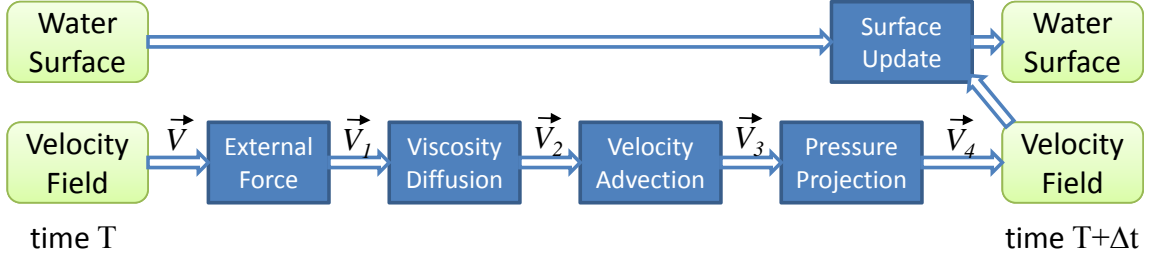 Water
Surface
Surface
Update
Water
Surface
Velocity
Field
V
External
Force
V1
Viscosity
Diffusion
V2
Velocity
Advection
V3
Pressure
Projection
V4
Velocity
Field
time T
time T+Δt